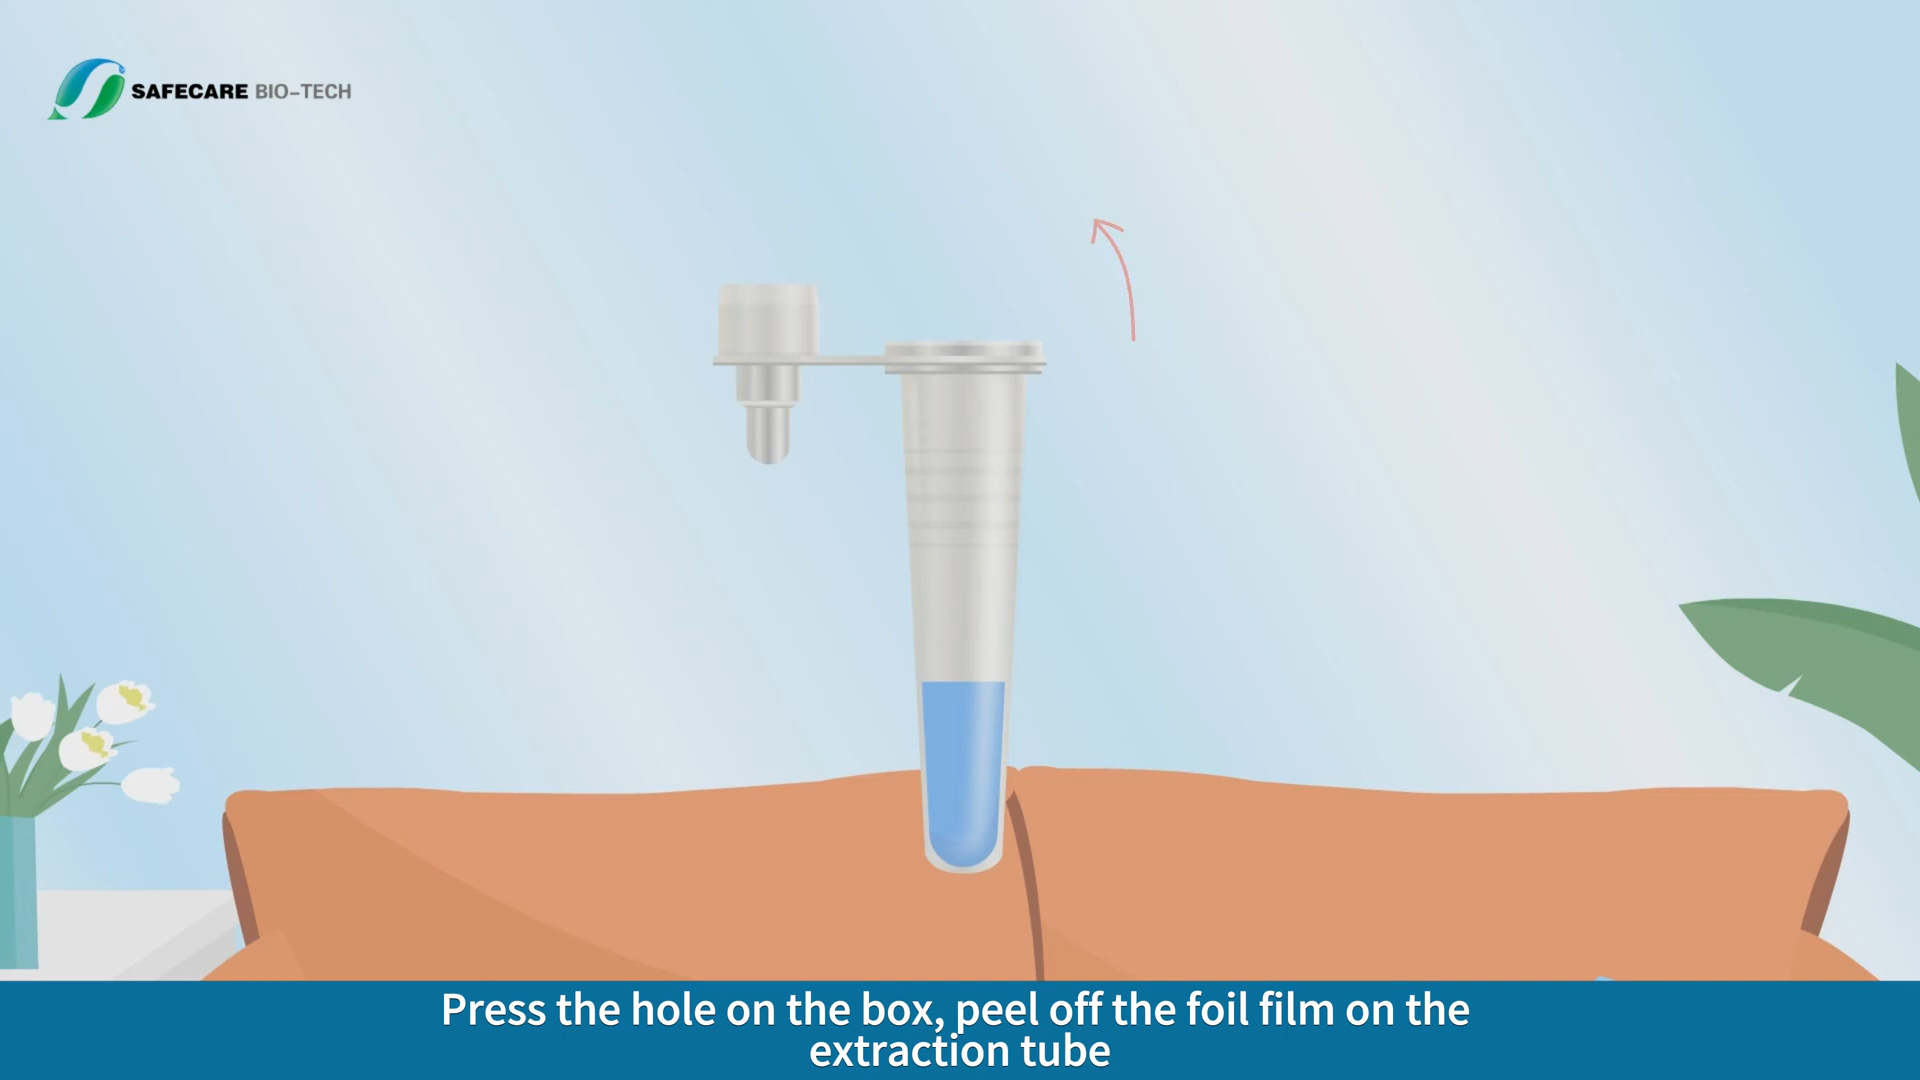 SAFECARE BIO-TECH
Press the hole on the box, peel off the foil film on the
extraction tube